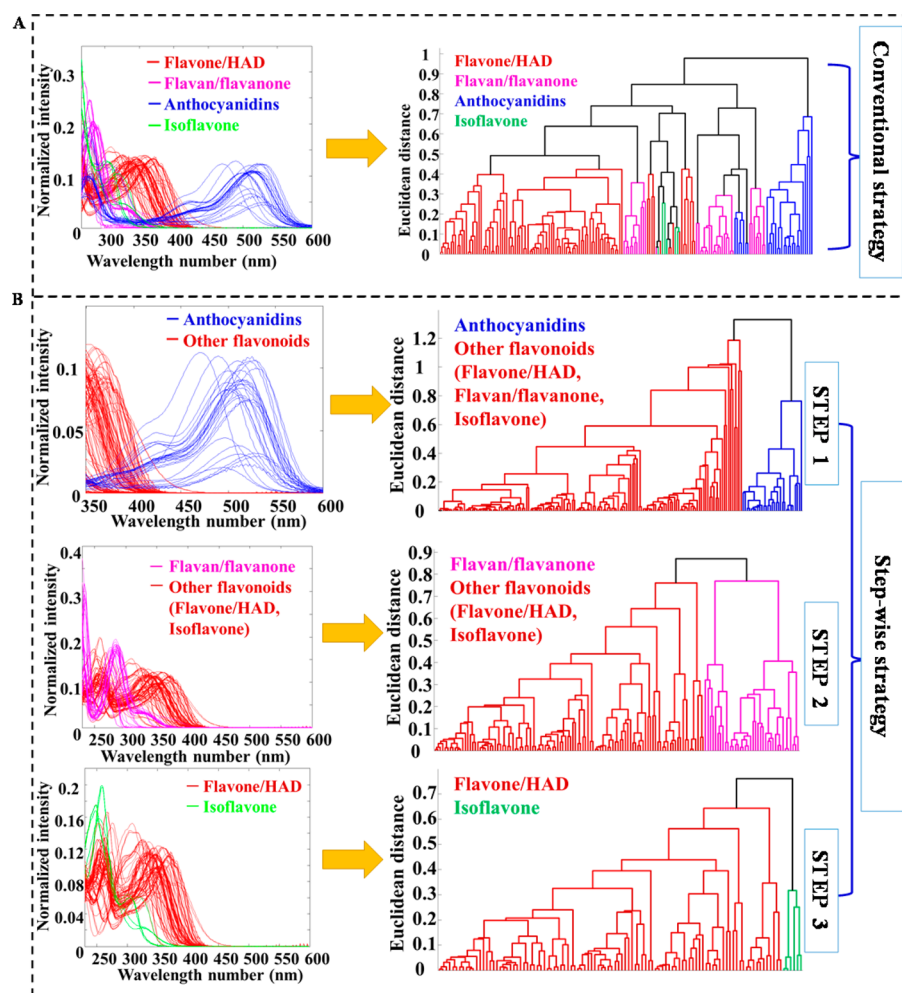 A
Normalized intensity
0.3
0.2
0.1
0
300 350 400 450 500 550 600
Wavelength number (nm)
Flavone/HAD
Flavan/flavanone
Anthocyanidins
Isoflavone
Euclidean distance
1
0.9
0.8
0.7
0.6
0.5
0.4
0.3
0.2
0.1
0
Flavone/HAD
Flavan/flavanone
Anthocyanidins
Isoflavone
Conventional strategy
B
Normalized intensity
0.1
0.05
0
350 400 450 500 550 600
Wavelength number (nm)
Anthocyanidins
Other flavonoids
Euclidean distance
1.2
1
0.8
0.6
0.4
0.2
0
Anthocyanidins
Other flavonoids
(Flavone/HAD,
Flavan/flavanone,
Isoflavone)
STEP 1
Normalized intensity
0.4
0.3
0.2
0.1
0
250 300 350 400 450 500 550 600
Wavelength number (nm)
Flavan/flavanone
Other flavonoids
(Flavone/HAD,
Isoflavone)
Euclidean distance
0.9
0.8
0.7
0.6
0.5
0.4
0.3
0.2
0.1
0
Flavan/flavanone
Other flavonoids
(Flavone/HAD,
Isoflavone)
STEP 2
Normalized intensity
0.2
0.16
0.12
0.08
0.04
250 300 350 400 450 500 550 600
Wavelength number (nm)
Flavone/HAD
Isoflavone
Euclidean distance
0.7
0.6
0.5
0.4
0.3
0.2
0.1
0
Flavone/HAD
Isoflavone
STEP 3
Step-wise strategy